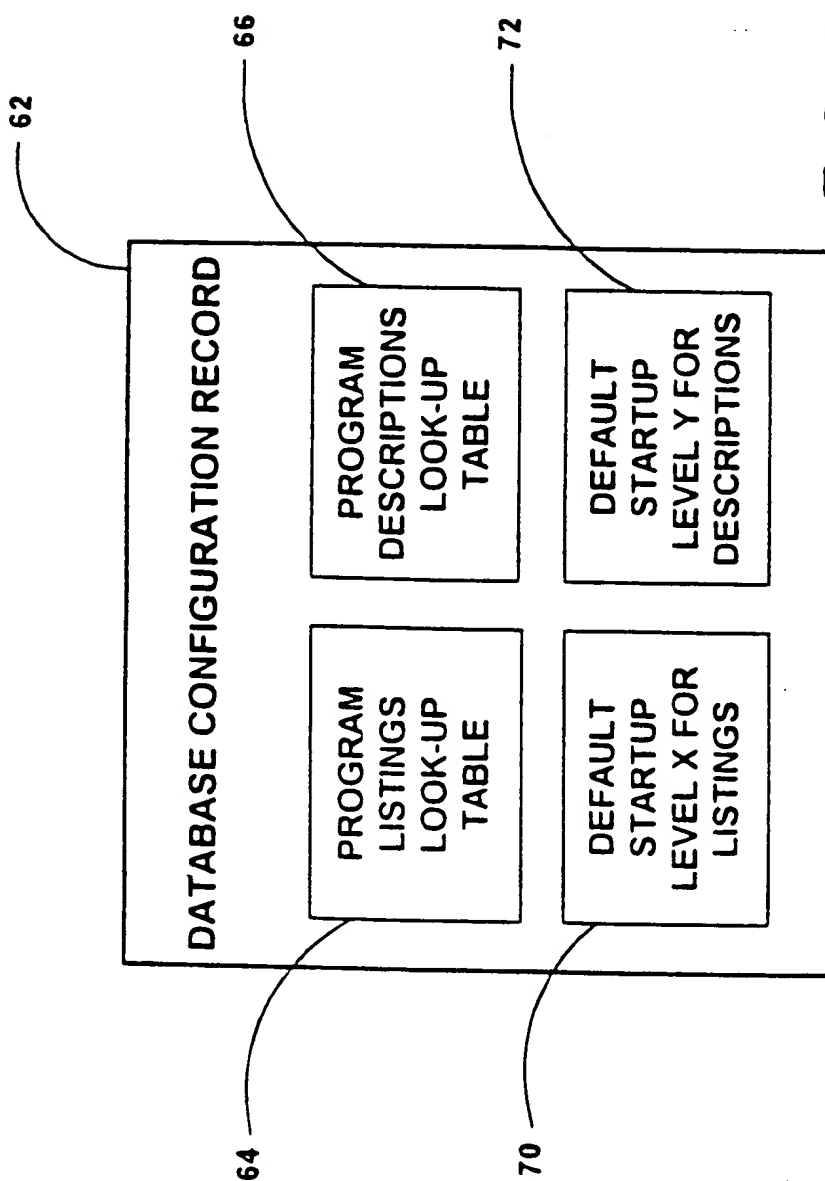 62
DATABASE CONFIGURATION RECORD
64
PROGRAM
LISTINGS
LOOK-UP
TABLE
66
PROGRAM
DESCRIPTIONS
LOOK-UP
TABLE
70
DEFAULT
STARTUP
LEVEL X FOR
LISTINGS
72
DEFAULT
STARTUP
LEVEL Y FOR
DESCRIPTIONS